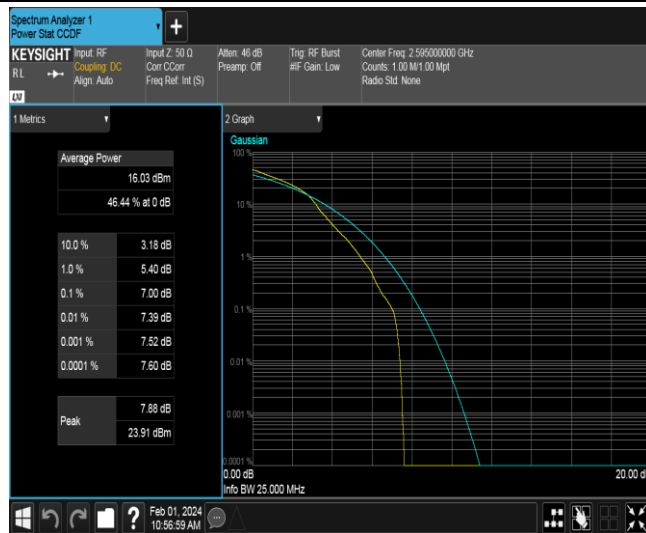 Spectrum Analyzer 1
Power Stat CCDF
+
KEYSIGHT
RL
Input: RF
Coupling: DC
Align: Auto
Input Z: 50 Ω
Corr CCorr
Freq Ref: Int (S)
Atten: 46 dB
Preamp: Off
Trig: RF Burst
#IF Gain: Low
Center Freq: 2.595000000 GHz
Counts: 1.00 M/1.00 Mpt
Radio Std: None
1 Metrics
Average Power
16.03 dBm
46.44 % at 0 dB
10.0 % 3.18 dB
1.0 % 5.40 dB
0.1 % 7.00 dB
0.01 % 7.39 dB
0.001 % 7.52 dB
0.0001 % 7.60 dB
Peak
7.88 dB
23.91 dBm
2 Graph
Gaussian
100 %
10 %
1 %
0.1 %
0.01 %
0.001 %
0.0001 %
0.00 dB 20.00 d
Info BW 25.000 MHz
?
Feb 01, 2024
10:56:59 AM